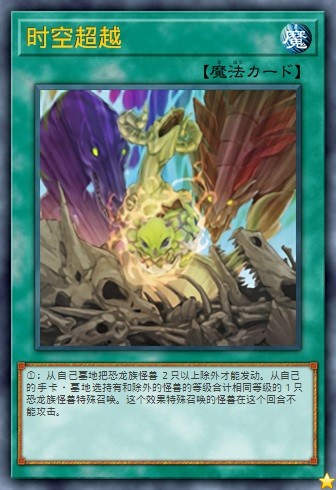 时空超越
魔
【魔法カード】
①：从自己墓地把恐龙族怪兽 2 只以上除外才能发动。从自己
的手卡・墓地选持有和除外的怪兽的等级合计相同等级的 1 只
恐龙族怪兽特殊召唤。这个效果特殊召唤的怪兽在这个回合不
能攻击。